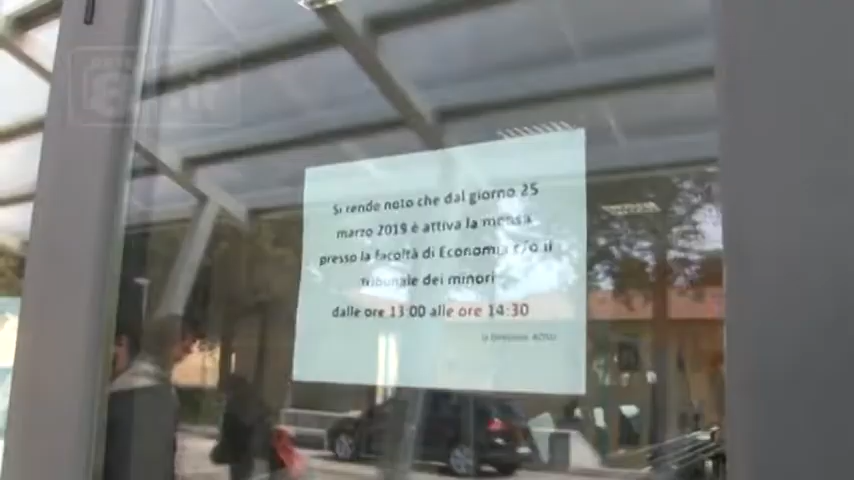 Si rende noto che dal giorno 25
marzo 2019 è attiva la mensa
presso la facoltà di Economia c/o il
Tribunale dei minori
dalle ore 13:00 alle ore 14:30